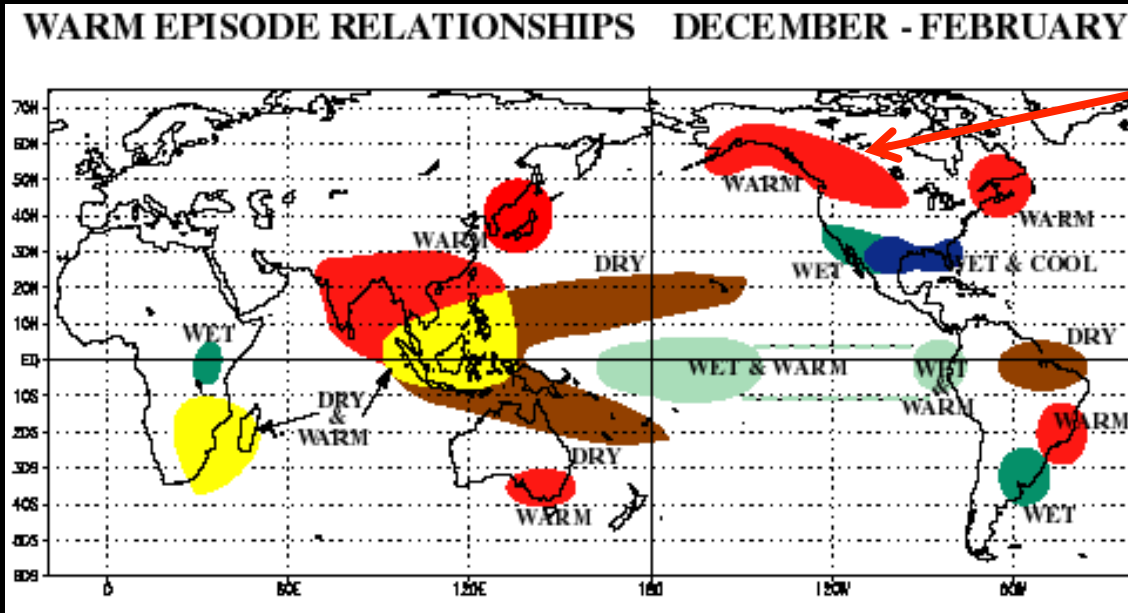 WARM EPISODE RELATIONSHIPS DECEMBER - FEBRUARY
70N
60N
50N
40N
30N
20N
10N
EQ
10S
20S
30S
40S
50S
60S
0
60E
120E
180
120W
60W
WARM
WARM
WARM
DRY
WET
WET & COOL
WET
DRY
WET & WARM
WET
&
WARM
DRY
&
WARM
WARM
DRY
WARM
WET